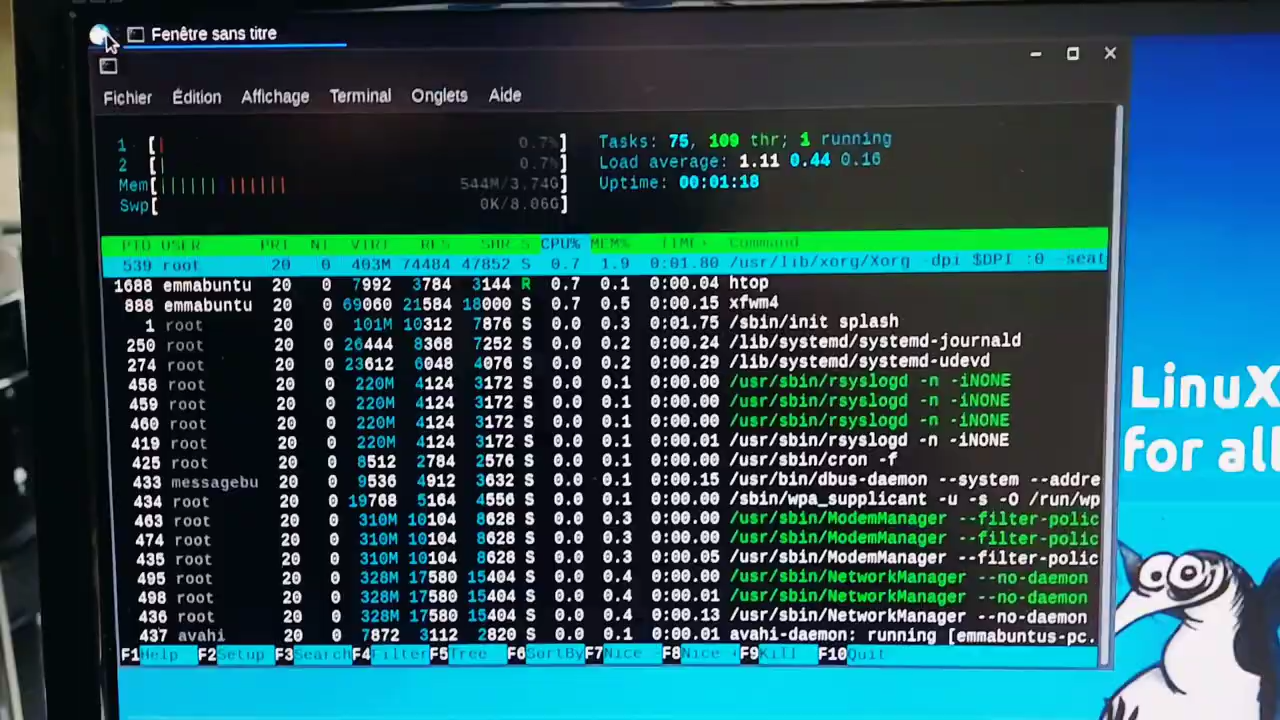 Fenêtre sans titre
Fichier Édition Affichage Terminal Onglets Aide
1 [ 0.7%] Tasks: 75, 109 thr; 1 running
2 [ 0.7%] Load average: 1.11 0.44 0.16
Mem[ 544M/3.74G] Uptime: 00:01:18
Swp[ 0K/8.06G]
PID USER PRI NI VIRT RES SHR S CPU% MEM% TIME+ Command
539 root 20 0 403M 74484 47852 S 0.7 1.9 0:01.80 /usr/lib/xorg/Xorg -dpi $DPI :0 -seat
1688 emmabuntu 20 0 7992 3784 3144 R 0.7 0.1 0:00.04 htop
888 emmabuntu 20 0 69060 21584 18000 S 0.7 0.5 0:00.15 xfwm4
1 root 20 0 101M 10312 7876 S 0.0 0.3 0:01.75 /sbin/init splash
250 root 20 0 26444 8368 7252 S 0.0 0.2 0:00.24 /lib/systemd/systemd-journald
274 root 20 0 23612 6048 4076 S 0.0 0.2 0:00.29 /lib/systemd/systemd-udevd
458 root 20 0 220M 4124 3172 S 0.0 0.1 0:00.00 /usr/sbin/rsyslogd -n -iNONE
459 root 20 0 220M 4124 3172 S 0.0 0.1 0:00.00 /usr/sbin/rsyslogd -n -iNONE
460 root 20 0 220M 4124 3172 S 0.0 0.1 0:00.00 /usr/sbin/rsyslogd -n -iNONE
419 root 20 0 220M 4124 3172 S 0.0 0.1 0:00.01 /usr/sbin/rsyslogd -n -iNONE
425 root 20 0 8512 2784 2576 S 0.0 0.1 0:00.00 /usr/sbin/cron -f
433 messagebu 20 0 9536 4912 3632 S 0.0 0.1 0:00.15 /usr/bin/dbus-daemon --system --addre
434 root 20 0 19768 5164 4556 S 0.0 0.1 0:00.00 /sbin/wpa_supplicant -u -s -O /run/wp
463 root 20 0 310M 10104 8628 S 0.0 0.3 0:00.00 /usr/sbin/ModemManager --filter-polic
474 root 20 0 310M 10104 8628 S 0.0 0.3 0:00.00 /usr/sbin/ModemManager --filter-polic
435 root 20 0 310M 10104 8628 S 0.0 0.3 0:00.05 /usr/sbin/ModemManager --filter-polic
495 root 20 0 328M 17580 15404 S 0.0 0.4 0:00.00 /usr/sbin/NetworkManager --no-daemon
498 root 20 0 328M 17580 15404 S 0.0 0.4 0:00.01 /usr/sbin/NetworkManager --no-daemon
436 root 20 0 328M 17580 15404 S 0.0 0.4 0:00.13 /usr/sbin/NetworkManager --no-daemon
437 avahi 20 0 7872 3112 2820 S 0.0 0.1 0:00.01 avahi-daemon: running [emmabuntus-pc.
F1Help F2Setup F3SearchF4FilterF5Tree F6SortByF7Nice -F8Nice +F9Kill F10Quit
LinuX
for all